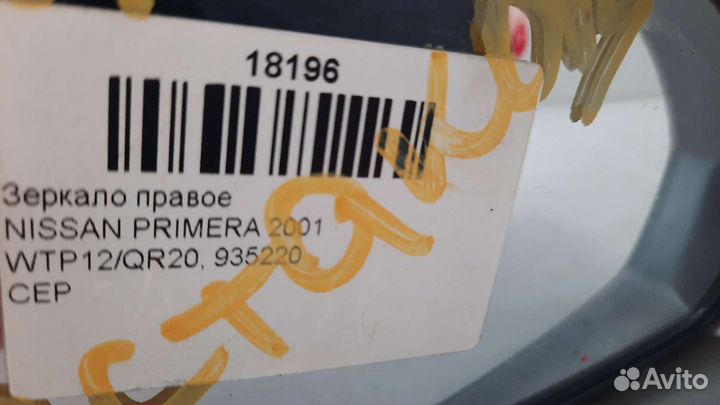 18196
Зеркало правое
NISSAN PRIMERA 2001
WTP12/QR20, 935220
СЕР
Avito